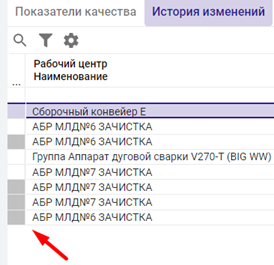 Показатели качества История изменений
Рабочий центр
Наименование
...
Сборочный конвейер Е
АБР МЛД№6 ЗАЧИСТКА
АБР МЛД№6 ЗАЧИСТКА
Группа Аппарат дуговой сварки V270-T (BIG WW)
АБР МЛД№7 ЗАЧИСТКА
АБР МЛД№7 ЗАЧИСТКА
АБР МЛД№7 ЗАЧИСТКА
АБР МЛД№6 ЗАЧИСТКА